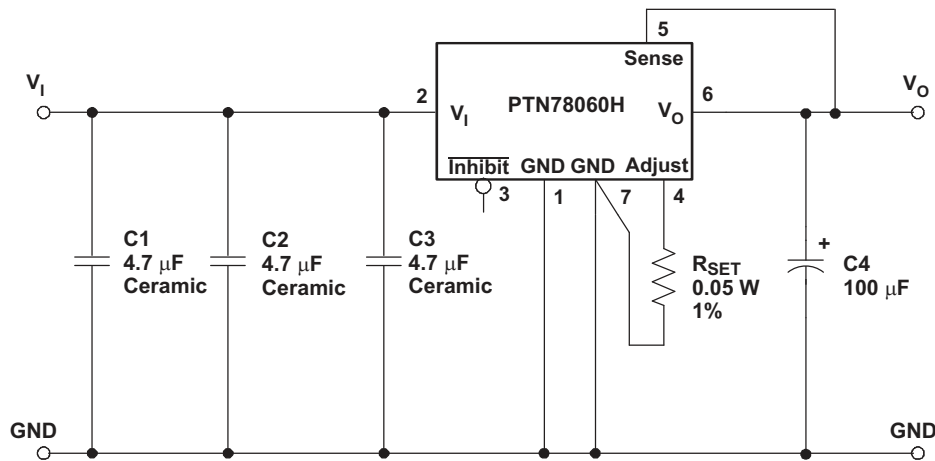 5
Sense
V_I
2
V_I
PTN78060H
V_O
6
V_O
Inhibit
GND
GND
Adjust
3
1
7
4
C1
4.7 μF
Ceramic
C2
4.7 μF
Ceramic
C3
4.7 μF
Ceramic
R_SET
0.05 W
1%
+
C4
100 μF
GND
GND